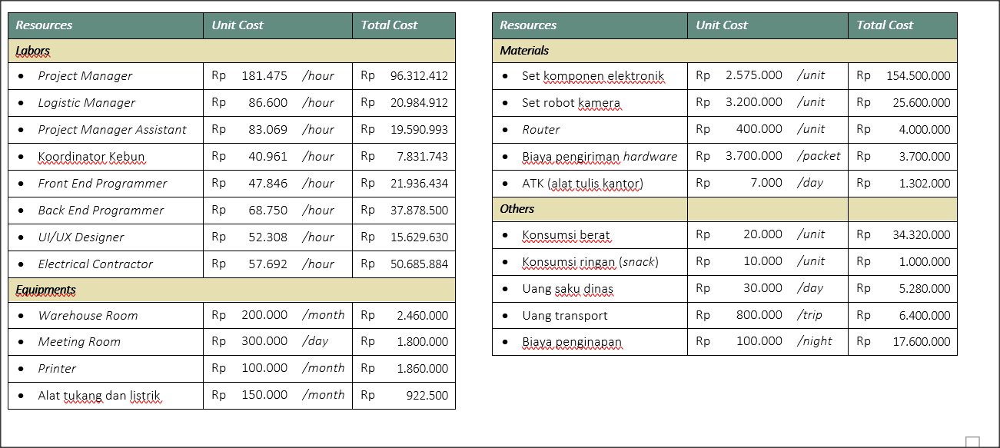 Resources Unit Cost Total Cost
Labors
• Project Manager Rp 181.475 /hour Rp 96.312.412
• Logistic Manager Rp 86.600 /hour Rp 20.984.912
• Project Manager Assistant Rp 83.069 /hour Rp 19.590.993
• Koordinator Kebun Rp 40.961 /hour Rp 7.831.743
• Front End Programmer Rp 47.846 /hour Rp 21.936.434
• Back End Programmer Rp 68.750 /hour Rp 37.878.500
• UI/UX Designer Rp 52.308 /hour Rp 15.629.630
• Electrical Contractor Rp 57.692 /hour Rp 50.685.884
Equipments
• Warehouse Room Rp 200.000 /month Rp 2.460.000
• Meeting Room Rp 300.000 /day Rp 1.800.000
• Printer Rp 100.000 /month Rp 1.860.000
• Alat tukang dan listrik Rp 150.000 /month Rp 922.500
Resources Unit Cost Total Cost
Materials
• Set komponen elektronik Rp 2.575.000 /unit Rp 154.500.000
• Set robot kamera Rp 3.200.000 /unit Rp 25.600.000
• Router Rp 400.000 /unit Rp 4.000.000
• Biaya pengiriman hardware Rp 3.700.000 /packet Rp 3.700.000
• ATK (alat tulis kantor) Rp 7.000 /day Rp 1.302.000
Others
• Konsumsi berat Rp 20.000 /unit Rp 34.320.000
• Konsumsi ringan (snack) Rp 10.000 /unit Rp 1.000.000
• Uang saku dinas Rp 30.000 /day Rp 5.280.000
• Uang transport Rp 800.000 /trip Rp 6.400.000
• Biaya penginapan Rp 100.000 /night Rp 17.600.000